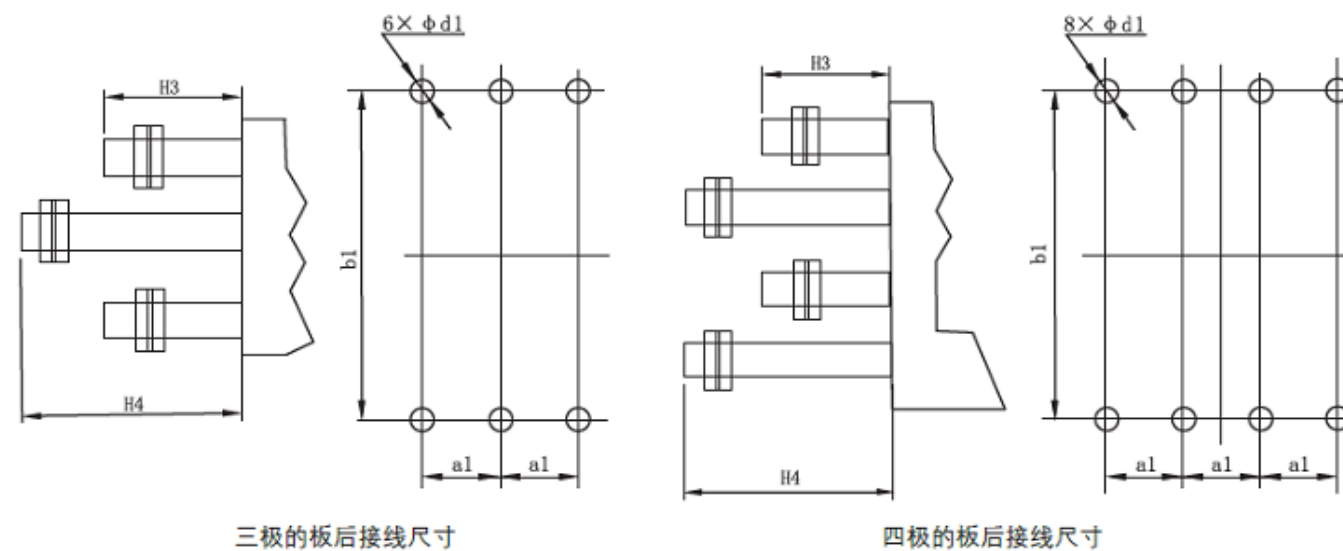 6× φd1
H3
b1
H4
a1 a1
三极的板后接线尺寸
8× φd1
H3
b1
H4
a1 a1 a1
四极的板后接线尺寸